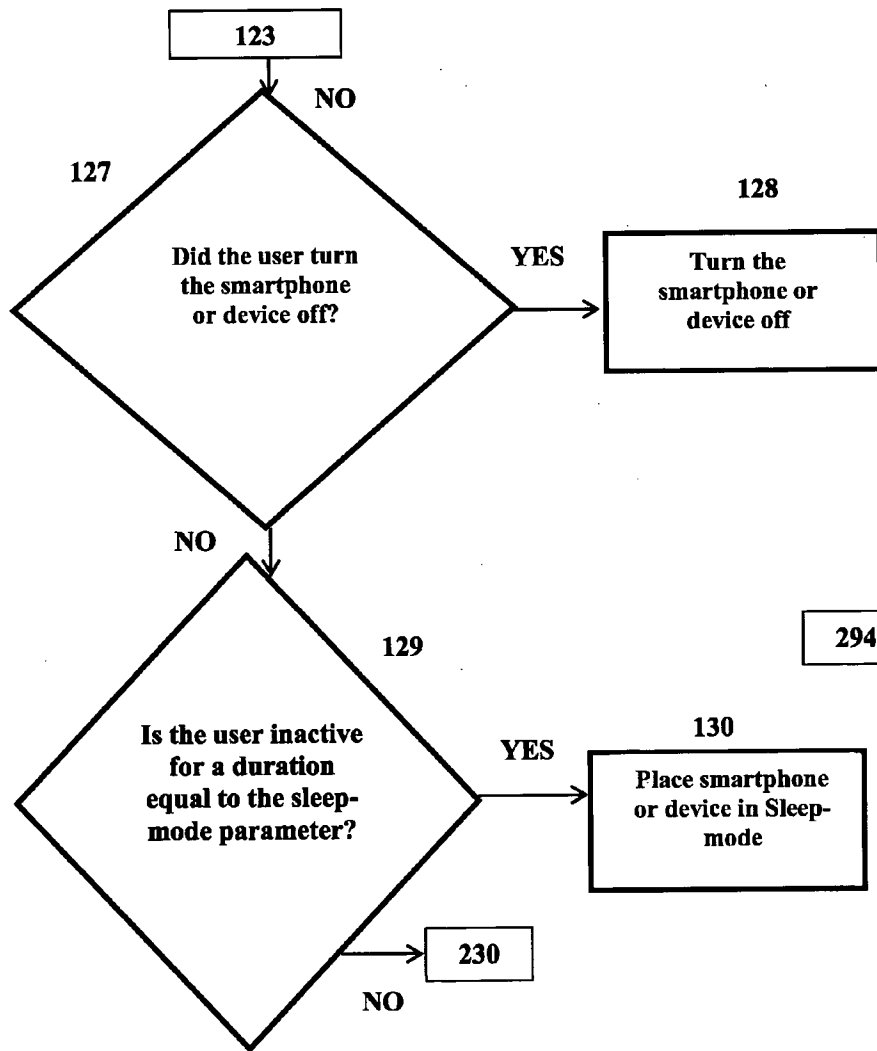 123
NO
127
128
Did the user turn
the smartphone
or device off?
YES
Turn the
smartphone or
device off
NO
129
294
Is the user inactive
for a duration
equal to the sleep-
mode parameter?
YES
130
Place smartphone
or device in Sleep-
mode
230
NO